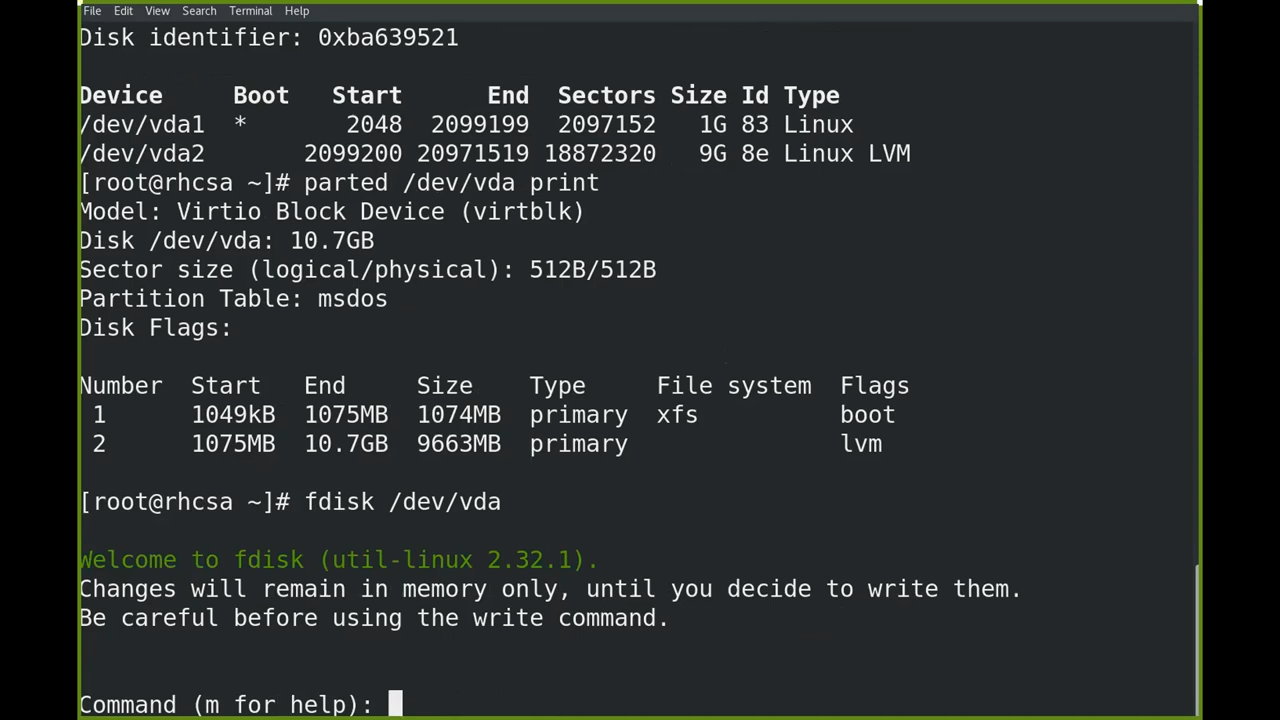 File Edit View Search Terminal Help
Disk identifier: 0xba639521
Device     Boot   Start      End  Sectors Size Id Type
/dev/vda1  *       2048  2099199  2097152   1G 83 Linux
/dev/vda2       2099200 20971519 18872320   9G 8e Linux LVM
[root@rhcsa ~]# parted /dev/vda print
Model: Virtio Block Device (virtblk)
Disk /dev/vda: 10.7GB
Sector size (logical/physical): 512B/512B
Partition Table: msdos
Disk Flags:
Number  Start   End     Size    Type     File system  Flags
 1      1049kB  1075MB  1074MB  primary  xfs          boot
 2      1075MB  10.7GB  9663MB  primary               lvm
[root@rhcsa ~]# fdisk /dev/vda
Welcome to fdisk (util-linux 2.32.1).
Changes will remain in memory only, until you decide to write them.
Be careful before using the write command.
Command (m for help):